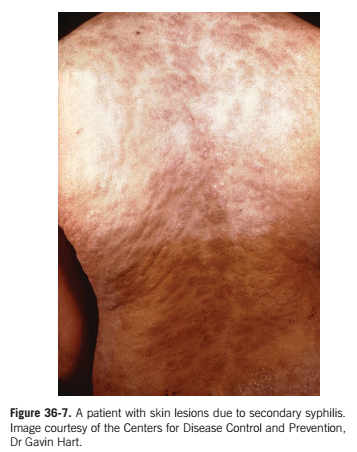 Figure 36-7. A patient with skin lesions due to secondary syphilis.
Image courtesy of the Centers for Disease Control and Prevention,
Dr Gavin Hart.